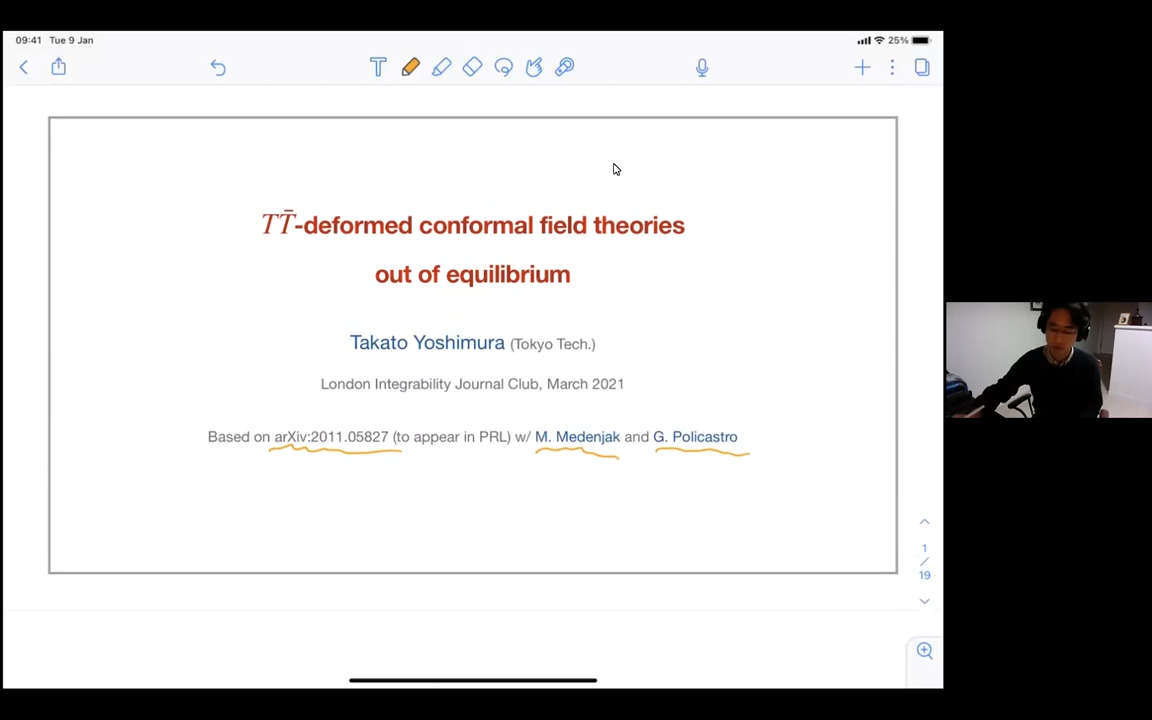 09:41 Tue 9 Jan
25%
T
TT̄-deformed conformal field theories
out of equilibrium
Takato Yoshimura (Tokyo Tech.)
London Integrability Journal Club, March 2021
Based on arXiv:2011.05827 (to appear in PRL) w/ M. Medenjak and G. Policastro
1
/
19